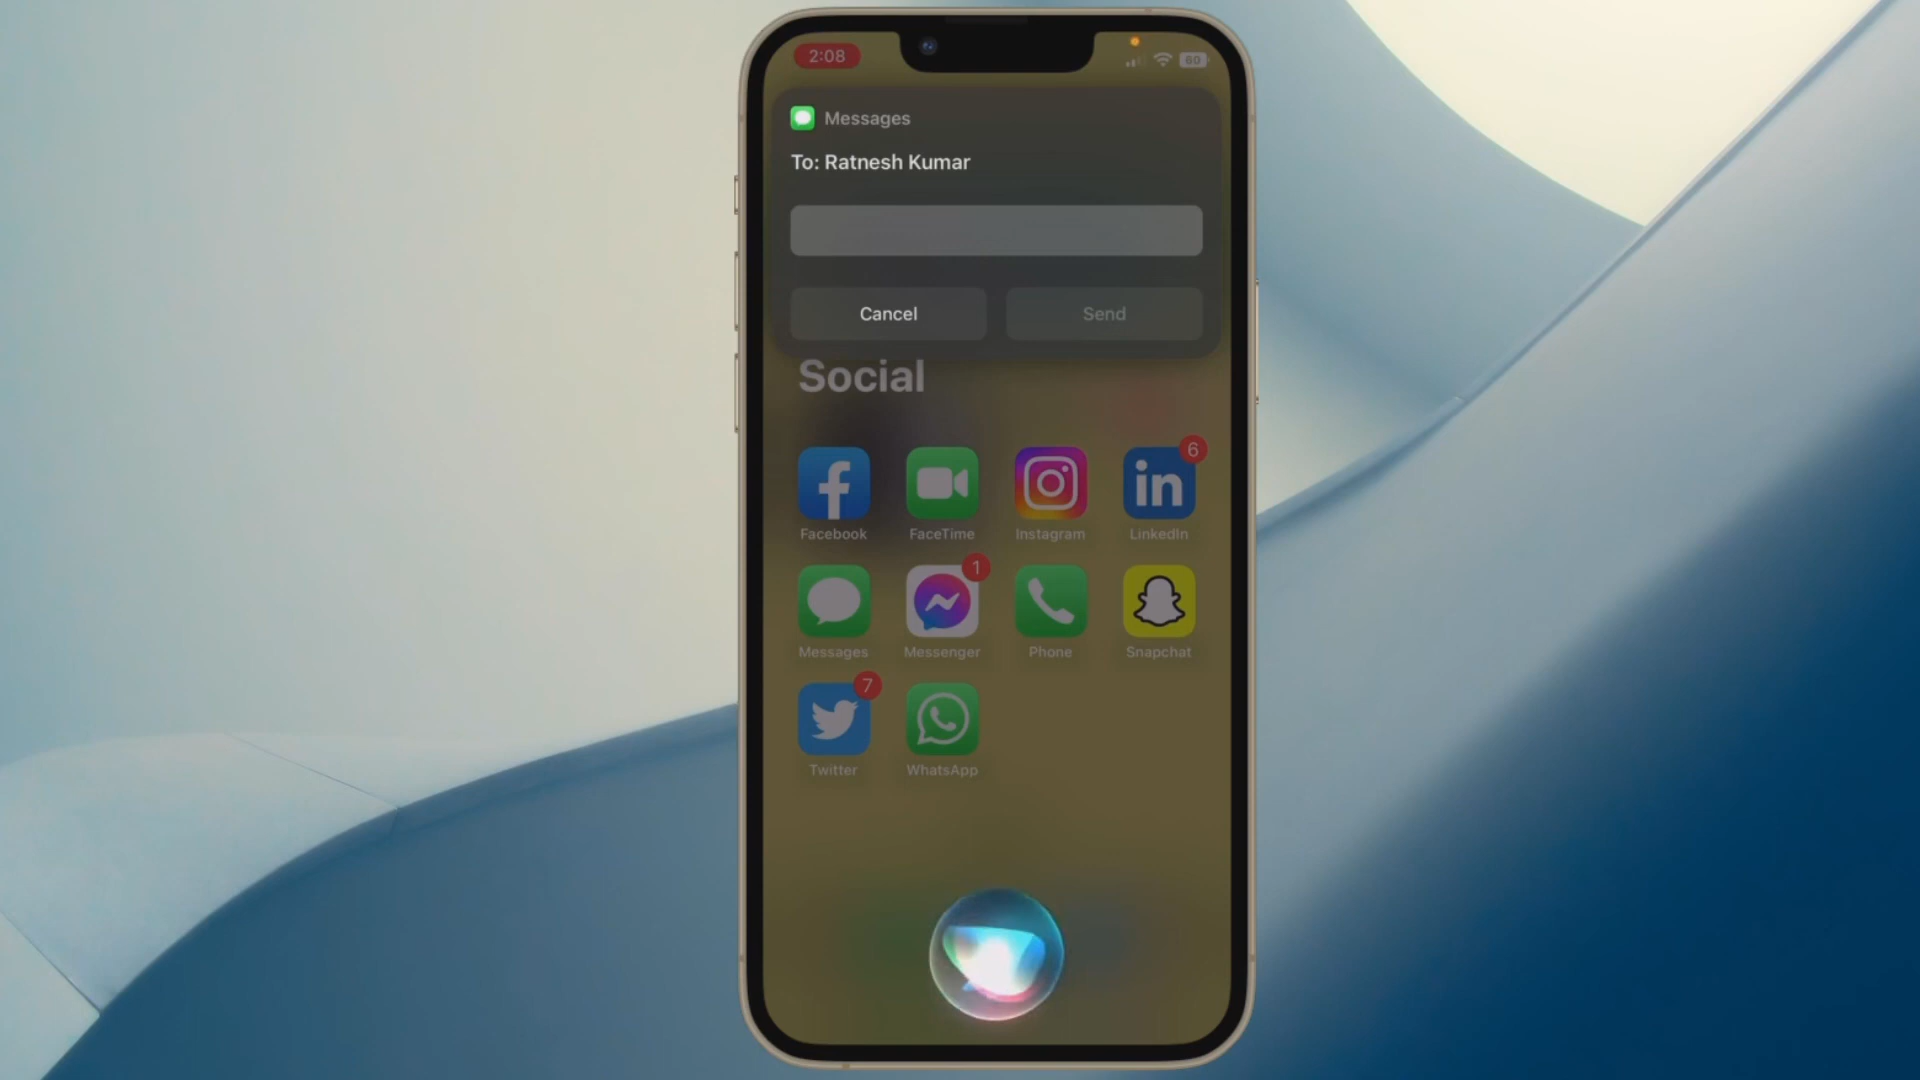 2:08
60
Messages
To: Ratnesh Kumar
Cancel
Send
Social
6
Facebook
FaceTime
Instagram
LinkedIn
1
Messages
Messenger
Phone
Snapchat
7
Twitter
WhatsApp